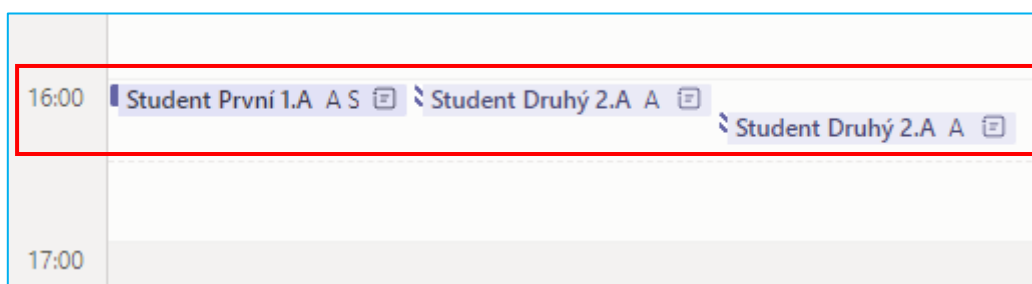 16:00 Student První 1.A A S Student Druhý 2.A A
Student Druhý 2.A A
17:00